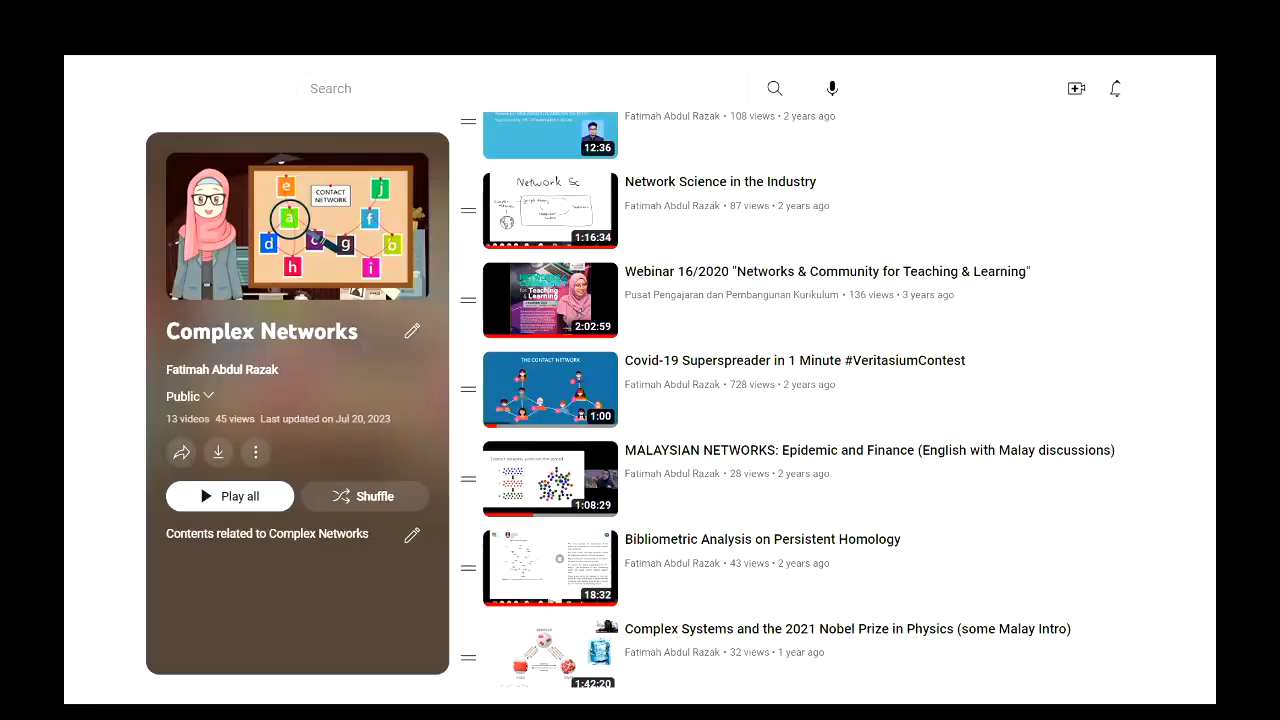 Search
e
j
CONTACT
NETWORK
a
f
d
c
g
b
h
i
Complex Networks
Fatimah Abdul Razak
Public
13 videos 45 views Last updated on Jul 20, 2023
Play all
Shuffle
Contents related to Complex Networks
12:36
Fatimah Abdul Razak • 108 views • 2 years ago
Network Sc
1:16:34
Network Science in the Industry
Fatimah Abdul Razak • 87 views • 2 years ago
for Teaching
& Learning
2:02:59
Webinar 16/2020 "Networks & Community for Teaching & Learning"
Pusat Pengajaran dan Pembangunan Kurikulum • 136 views • 3 years ago
THE CONTACT NETWORK
1:00
Covid-19 Superspreader in 1 Minute #VeritasiumContest
Fatimah Abdul Razak • 728 views • 2 years ago
1:08:29
MALAYSIAN NETWORKS: Epidemic and Finance (English with Malay discussions)
Fatimah Abdul Razak • 28 views • 2 years ago
18:32
Bibliometric Analysis on Persistent Homology
Fatimah Abdul Razak • 43 views • 2 years ago
1:42:20
Complex Systems and the 2021 Nobel Prize in Physics (some Malay Intro)
Fatimah Abdul Razak • 32 views • 1 year ago